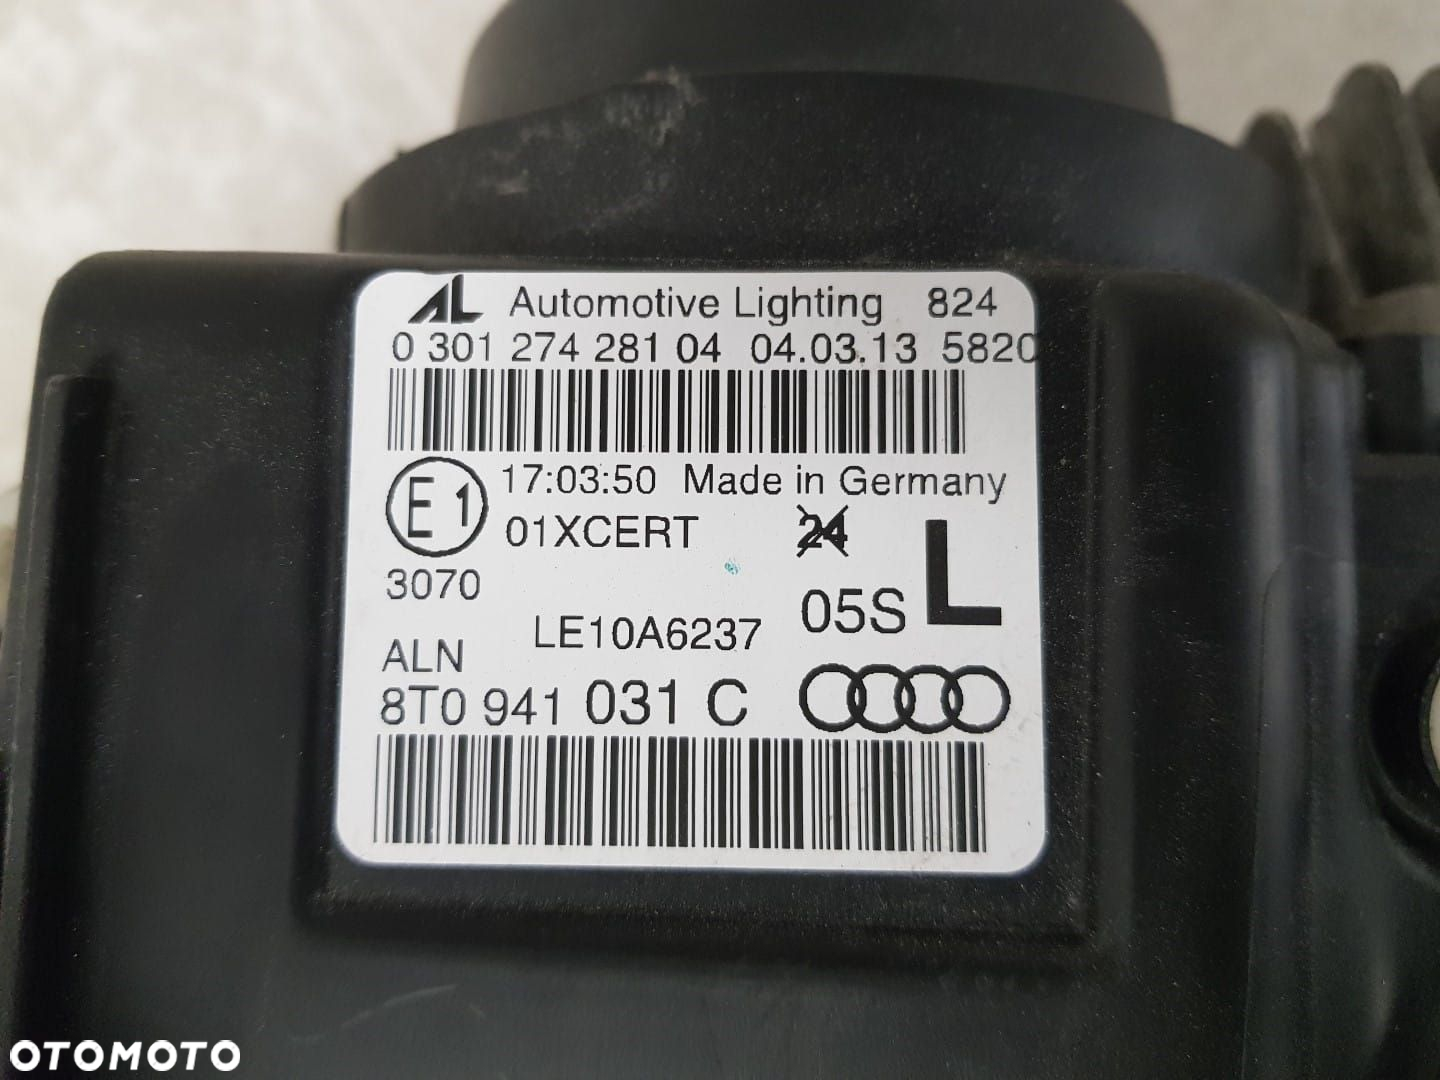 AL Automotive Lighting 824
0 301 274 281 04 04.03.13 5820
E1 17:03:50 Made in Germany
01XCERT 24
3070 05S L
LE10A6237
ALN
8T0 941 031 C
OTOMOTO